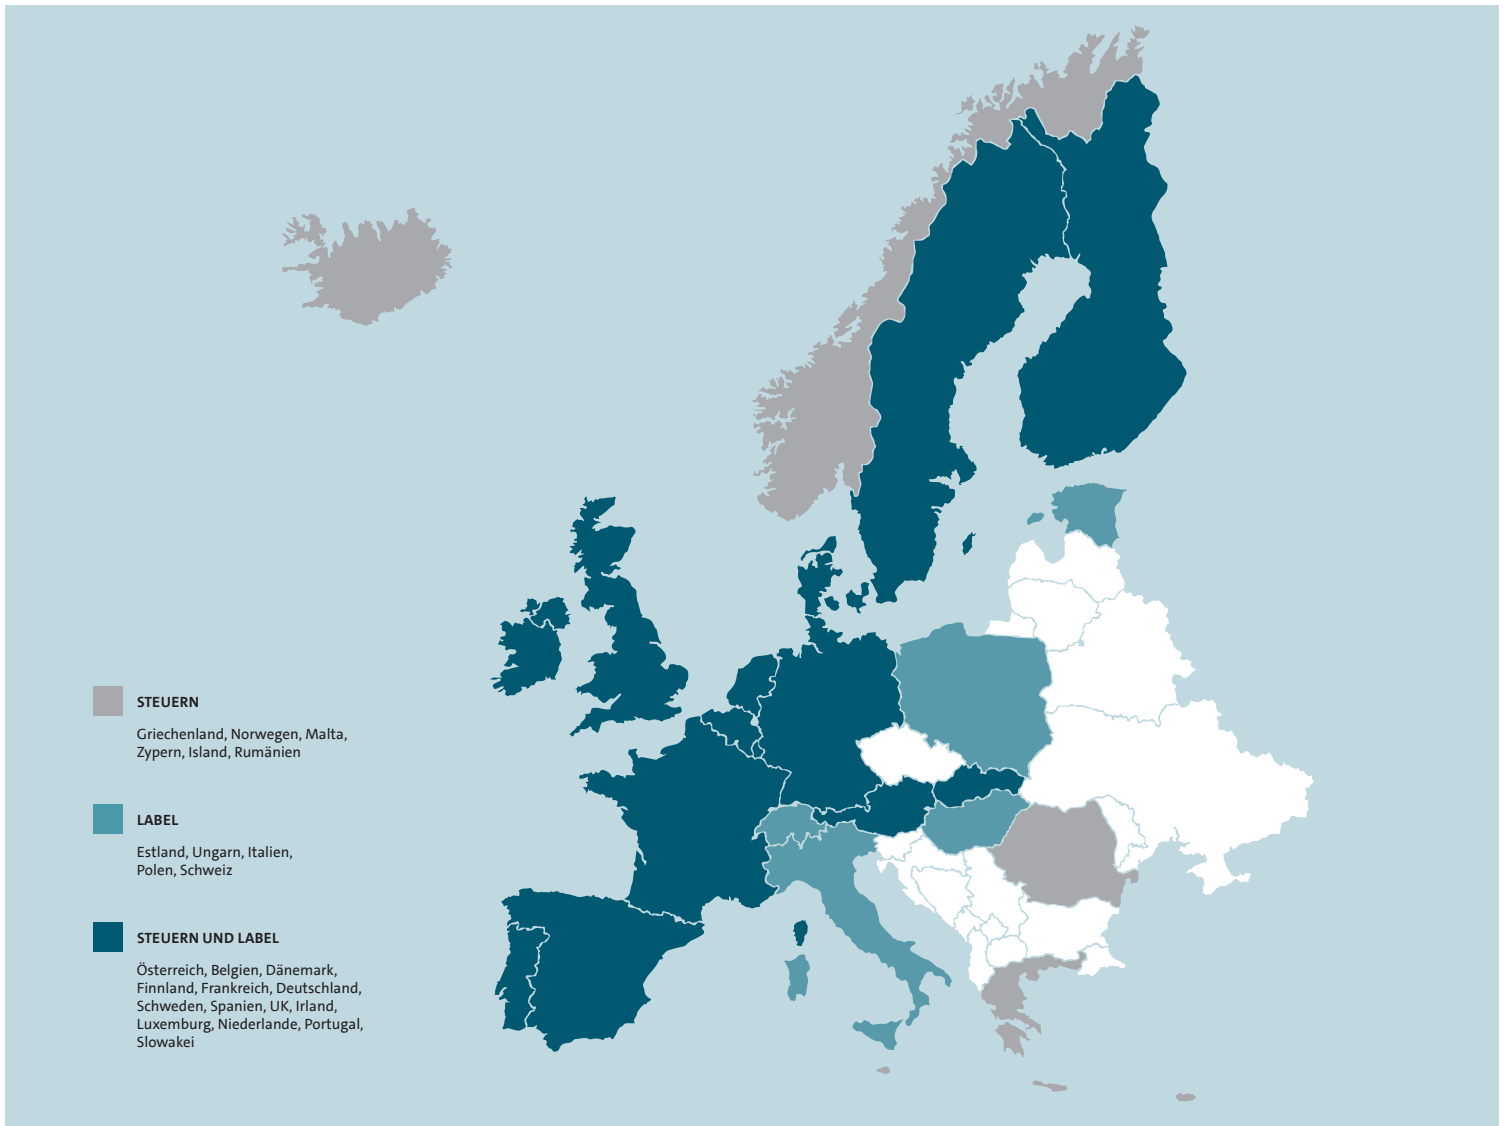 STEUERN
Griechenland, Norwegen, Malta,
Zypern, Island, Rumänien
LABEL
Estland, Ungarn, Italien,
Polen, Schweiz
STEUERN UND LABEL
Österreich, Belgien, Dänemark,
Finnland, Frankreich, Deutschland,
Schweden, Spanien, UK, Irland,
Luxemburg, Niederlande, Portugal,
Slowakei